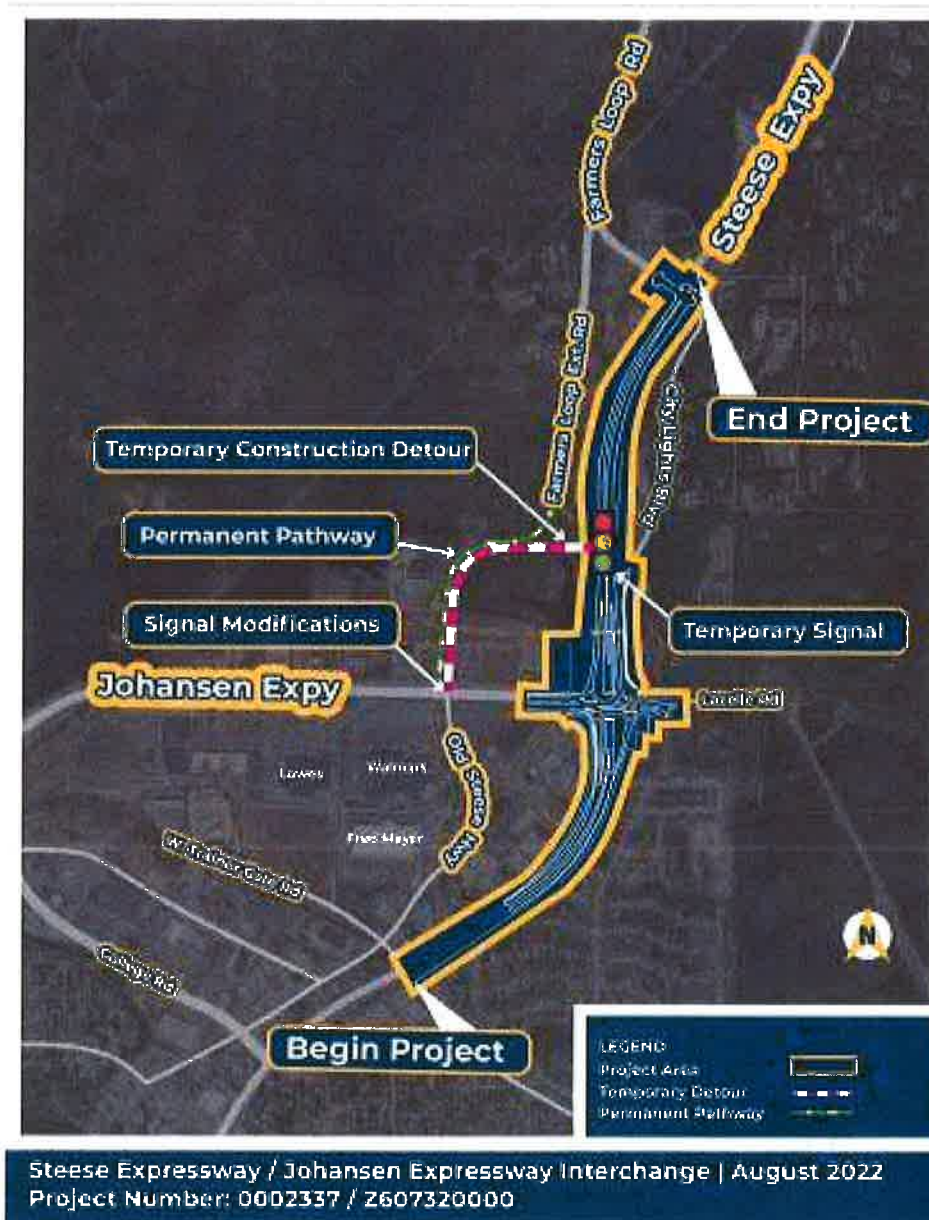 Farmers Loop Rd
Steese Expy
Farmers Loop Ext. Rd
City Lights Blvd
End Project
Temporary Construction Detour
Permanent Pathway
Signal Modifications
Temporary Signal
Johansen Expy
Lowes
Old Steese Hwy
Begin Project
N
LEGEND
Project Area
Temporary Detour
Permanent Pathway
Steese Expressway / Johansen Expressway Interchange | August 2022
Project Number: 0002337 / Z607320000